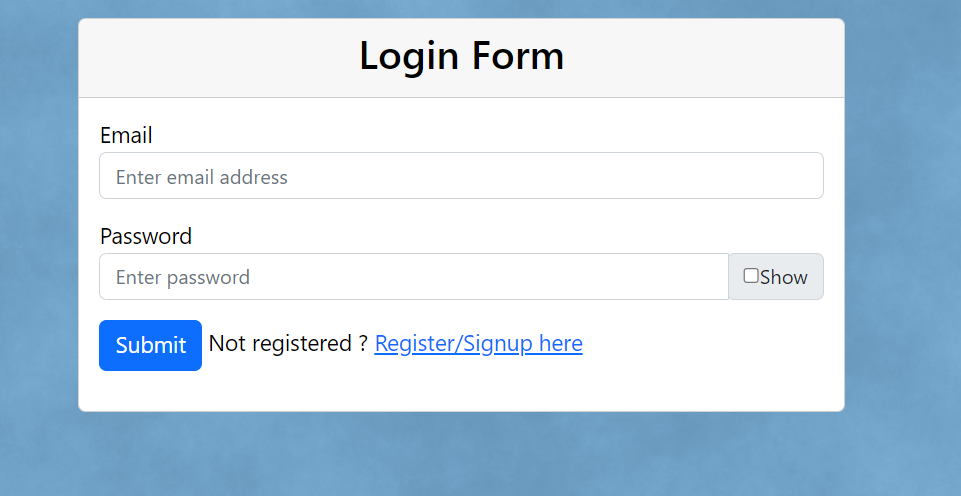 Login Form
Email
Enter email address
Password
Enter password Show
Submit Not registered ? Register/Signup here